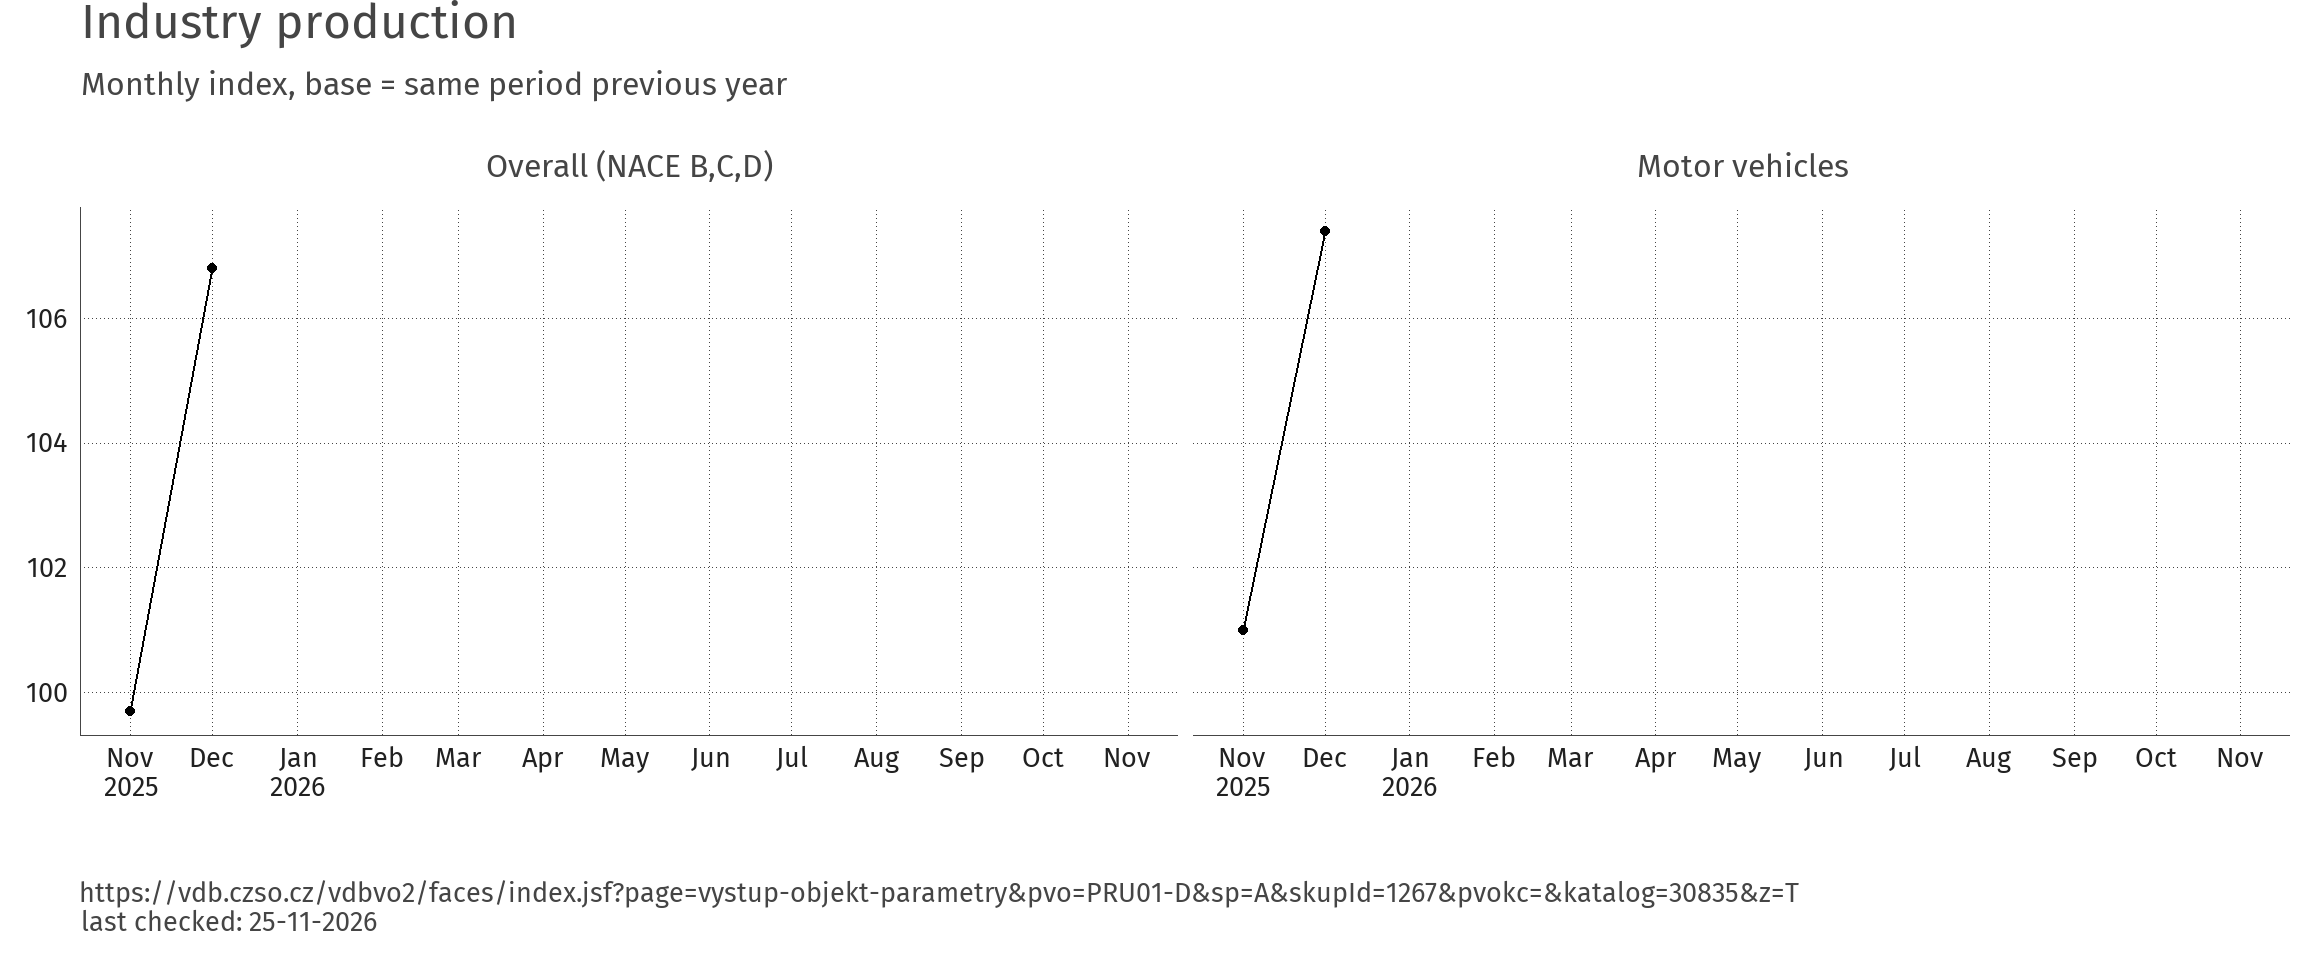 Industry production
Monthly index, base = same period previous year
Overall (NACE B,C,D)
Motor vehicles
106
104
102
100
Nov Dec Jan Feb Mar Apr May Jun Jul Aug Sep Oct Nov
2025 2026
Nov Dec Jan Feb Mar Apr May Jun Jul Aug Sep Oct Nov
2025 2026
https://vdb.czso.cz/vdbvo2/faces/index.jsf?page=vystup-objekt-parametry&pvo=PRU01-D&sp=A&skupId=1267&pvokc=&katalog=30835&z=T
last checked: 25-11-2026